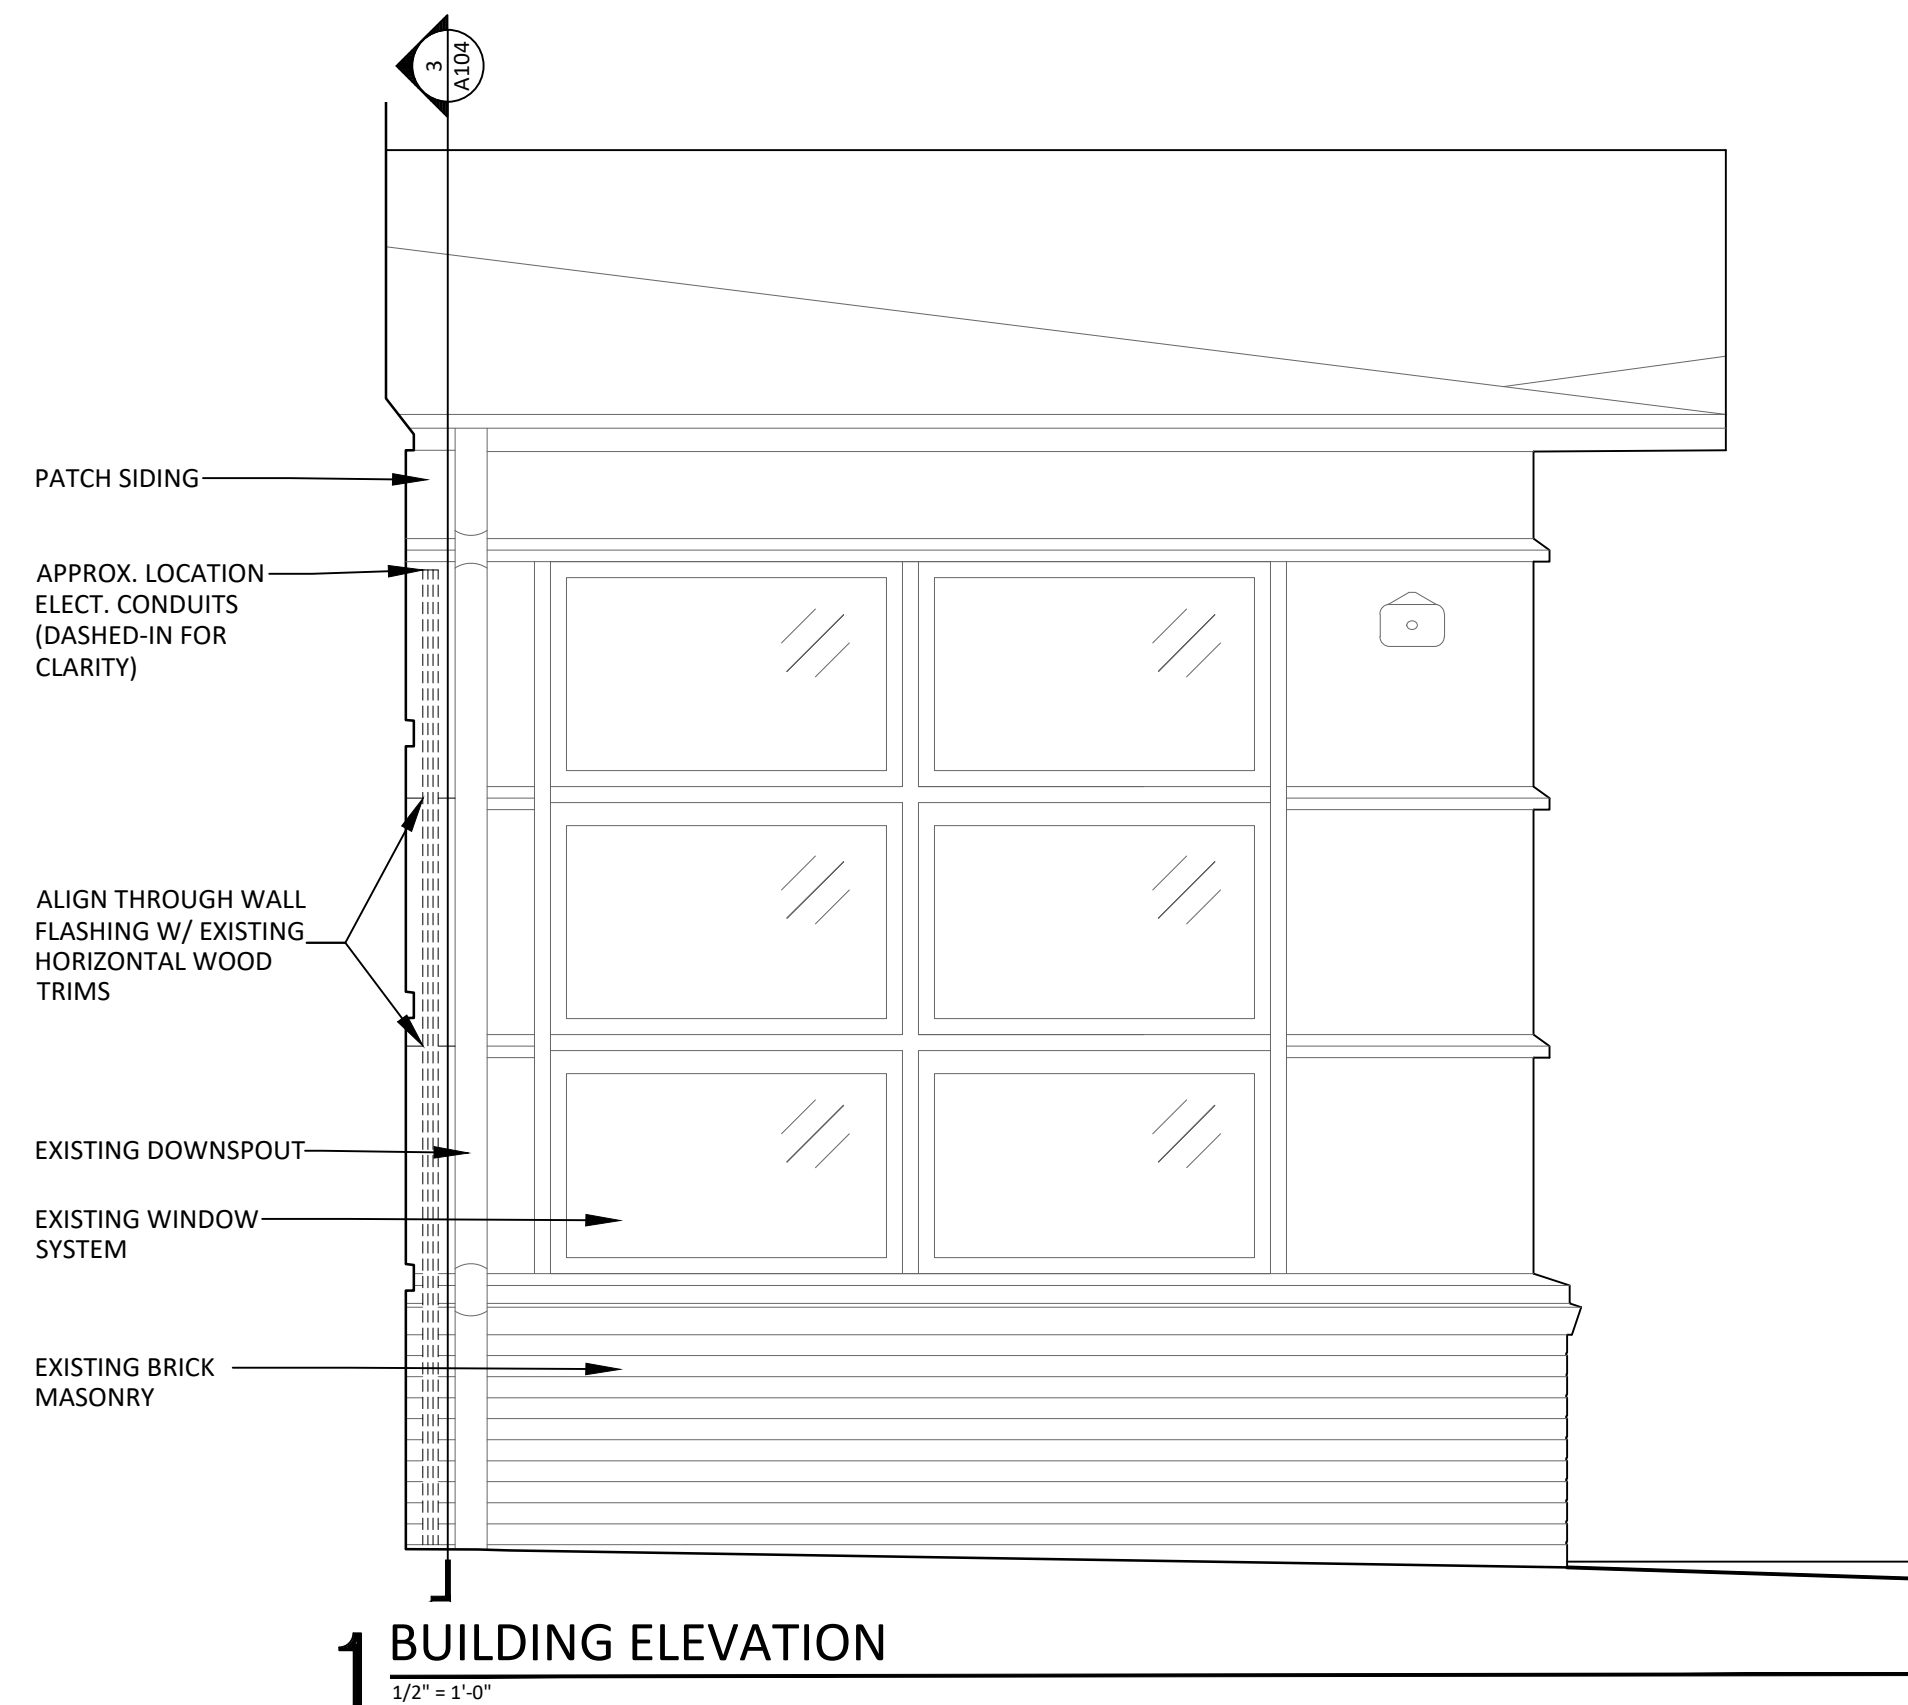 3
A104
PATCH SIDING
APPROX. LOCATION
ELECT. CONDUITS
(DASHED-IN FOR
CLARITY)
ALIGN THROUGH WALL
FLASHING W/ EXISTING
HORIZONTAL WOOD
TRIMS
EXISTING DOWNSPOUT
EXISTING WINDOW
SYSTEM
EXISTING BRICK
MASONRY
1 BUILDING ELEVATION
1/2" = 1'-0"